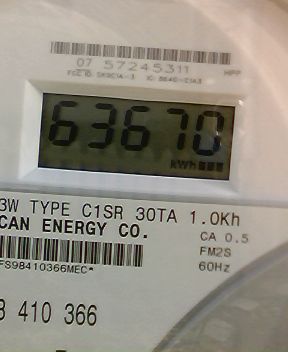 07 57245311
HPP
63670
kWh
3W TYPE C1SR 30TA 1.0Kh
CAN ENERGY CO.
CA 0.5
FM2S
60Hz
FS98410366MEC*
8 410 366